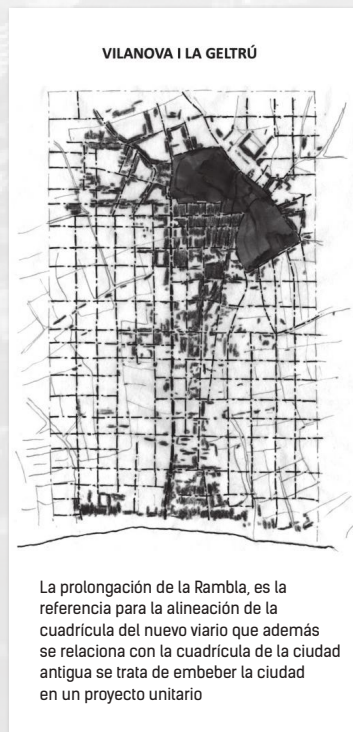 VILANOVA I LA GELTRÚ
La prolongación de la Rambla, es la
referencia para la alineación de la
cuadrícula del nuevo viario que además
se relaciona con la cuadrícula de la ciudad
antigua se trata de embeber la ciudad
en un proyecto unitario